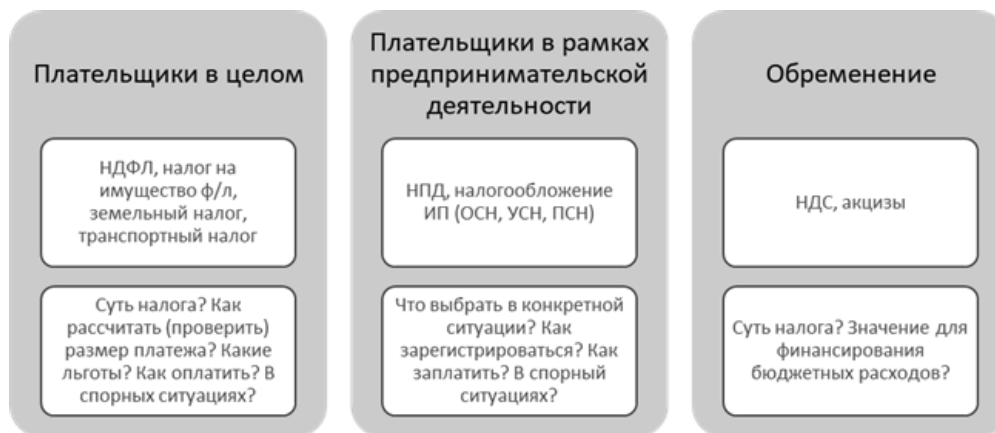 Плательщики в целом
НДФЛ, налог на
имущество ф/л,
земельный налог,
транспортный налог
Суть налога? Как
рассчитать (проверить)
размер платежа? Какие
льготы? Как оплатить? В
спорных ситуациях?
Плательщики в рамках
предпринимательской
деятельности
НПД, налогообложение
ИП (ОСН, УСН, ПСН)
Что выбрать в конкретной
ситуации? Как
зарегистрироваться? Как
заплатить? В спорный
ситуациях?
Обременение
НДС, акцизы
Суть налога? Значение для
финансирования
бюджетных расходов?